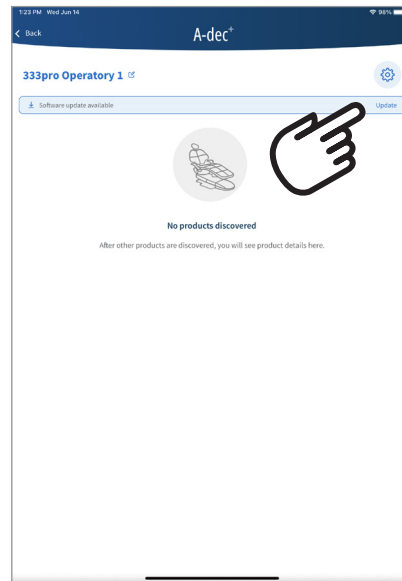 1:23 PM Wed Jun 14 98%
Back
A-dec+
333pro Operatory 1
Software update available Update
No products discovered
After other products are discovered, you will see product details here.